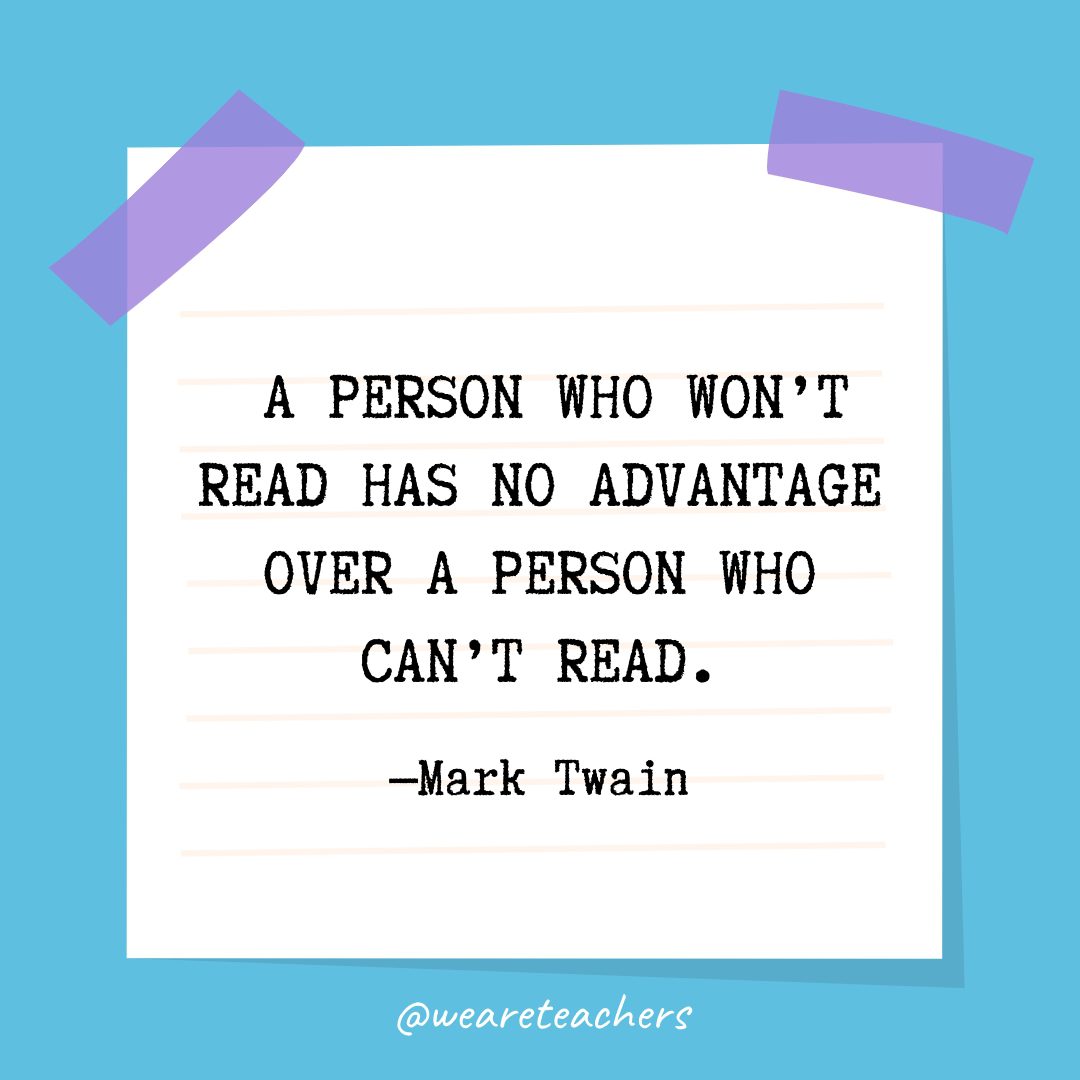 A PERSON WHO WON’T
READ HAS NO ADVANTAGE
OVER A PERSON WHO
CAN’T READ.
—Mark Twain
@weareteachers